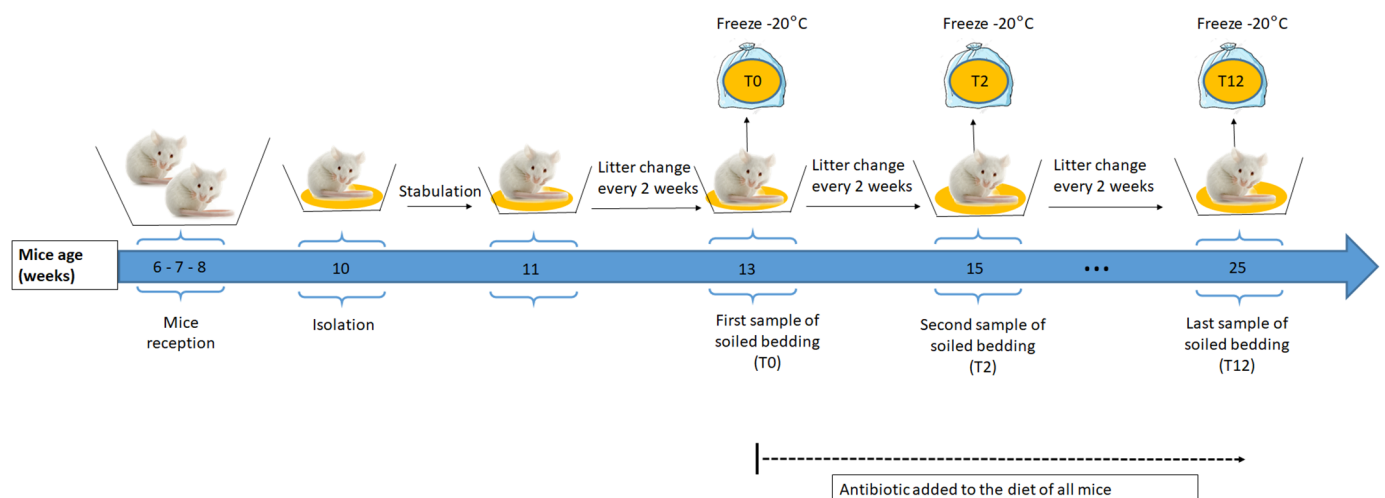 Freeze -20°C
Freeze -20°C
Freeze -20°C
T0
T2
T12
Stabulation
Litter change
every 2 weeks
Litter change
every 2 weeks
Litter change
every 2 weeks
Mice age
(weeks)
6 - 7 - 8
10
11
13
15
...
25
Mice
reception
Isolation
First sample of
soiled bedding
(T0)
Second sample of
soiled bedding
(T2)
Last sample of
soiled bedding
(T12)
Antibiotic added to the diet of all mice